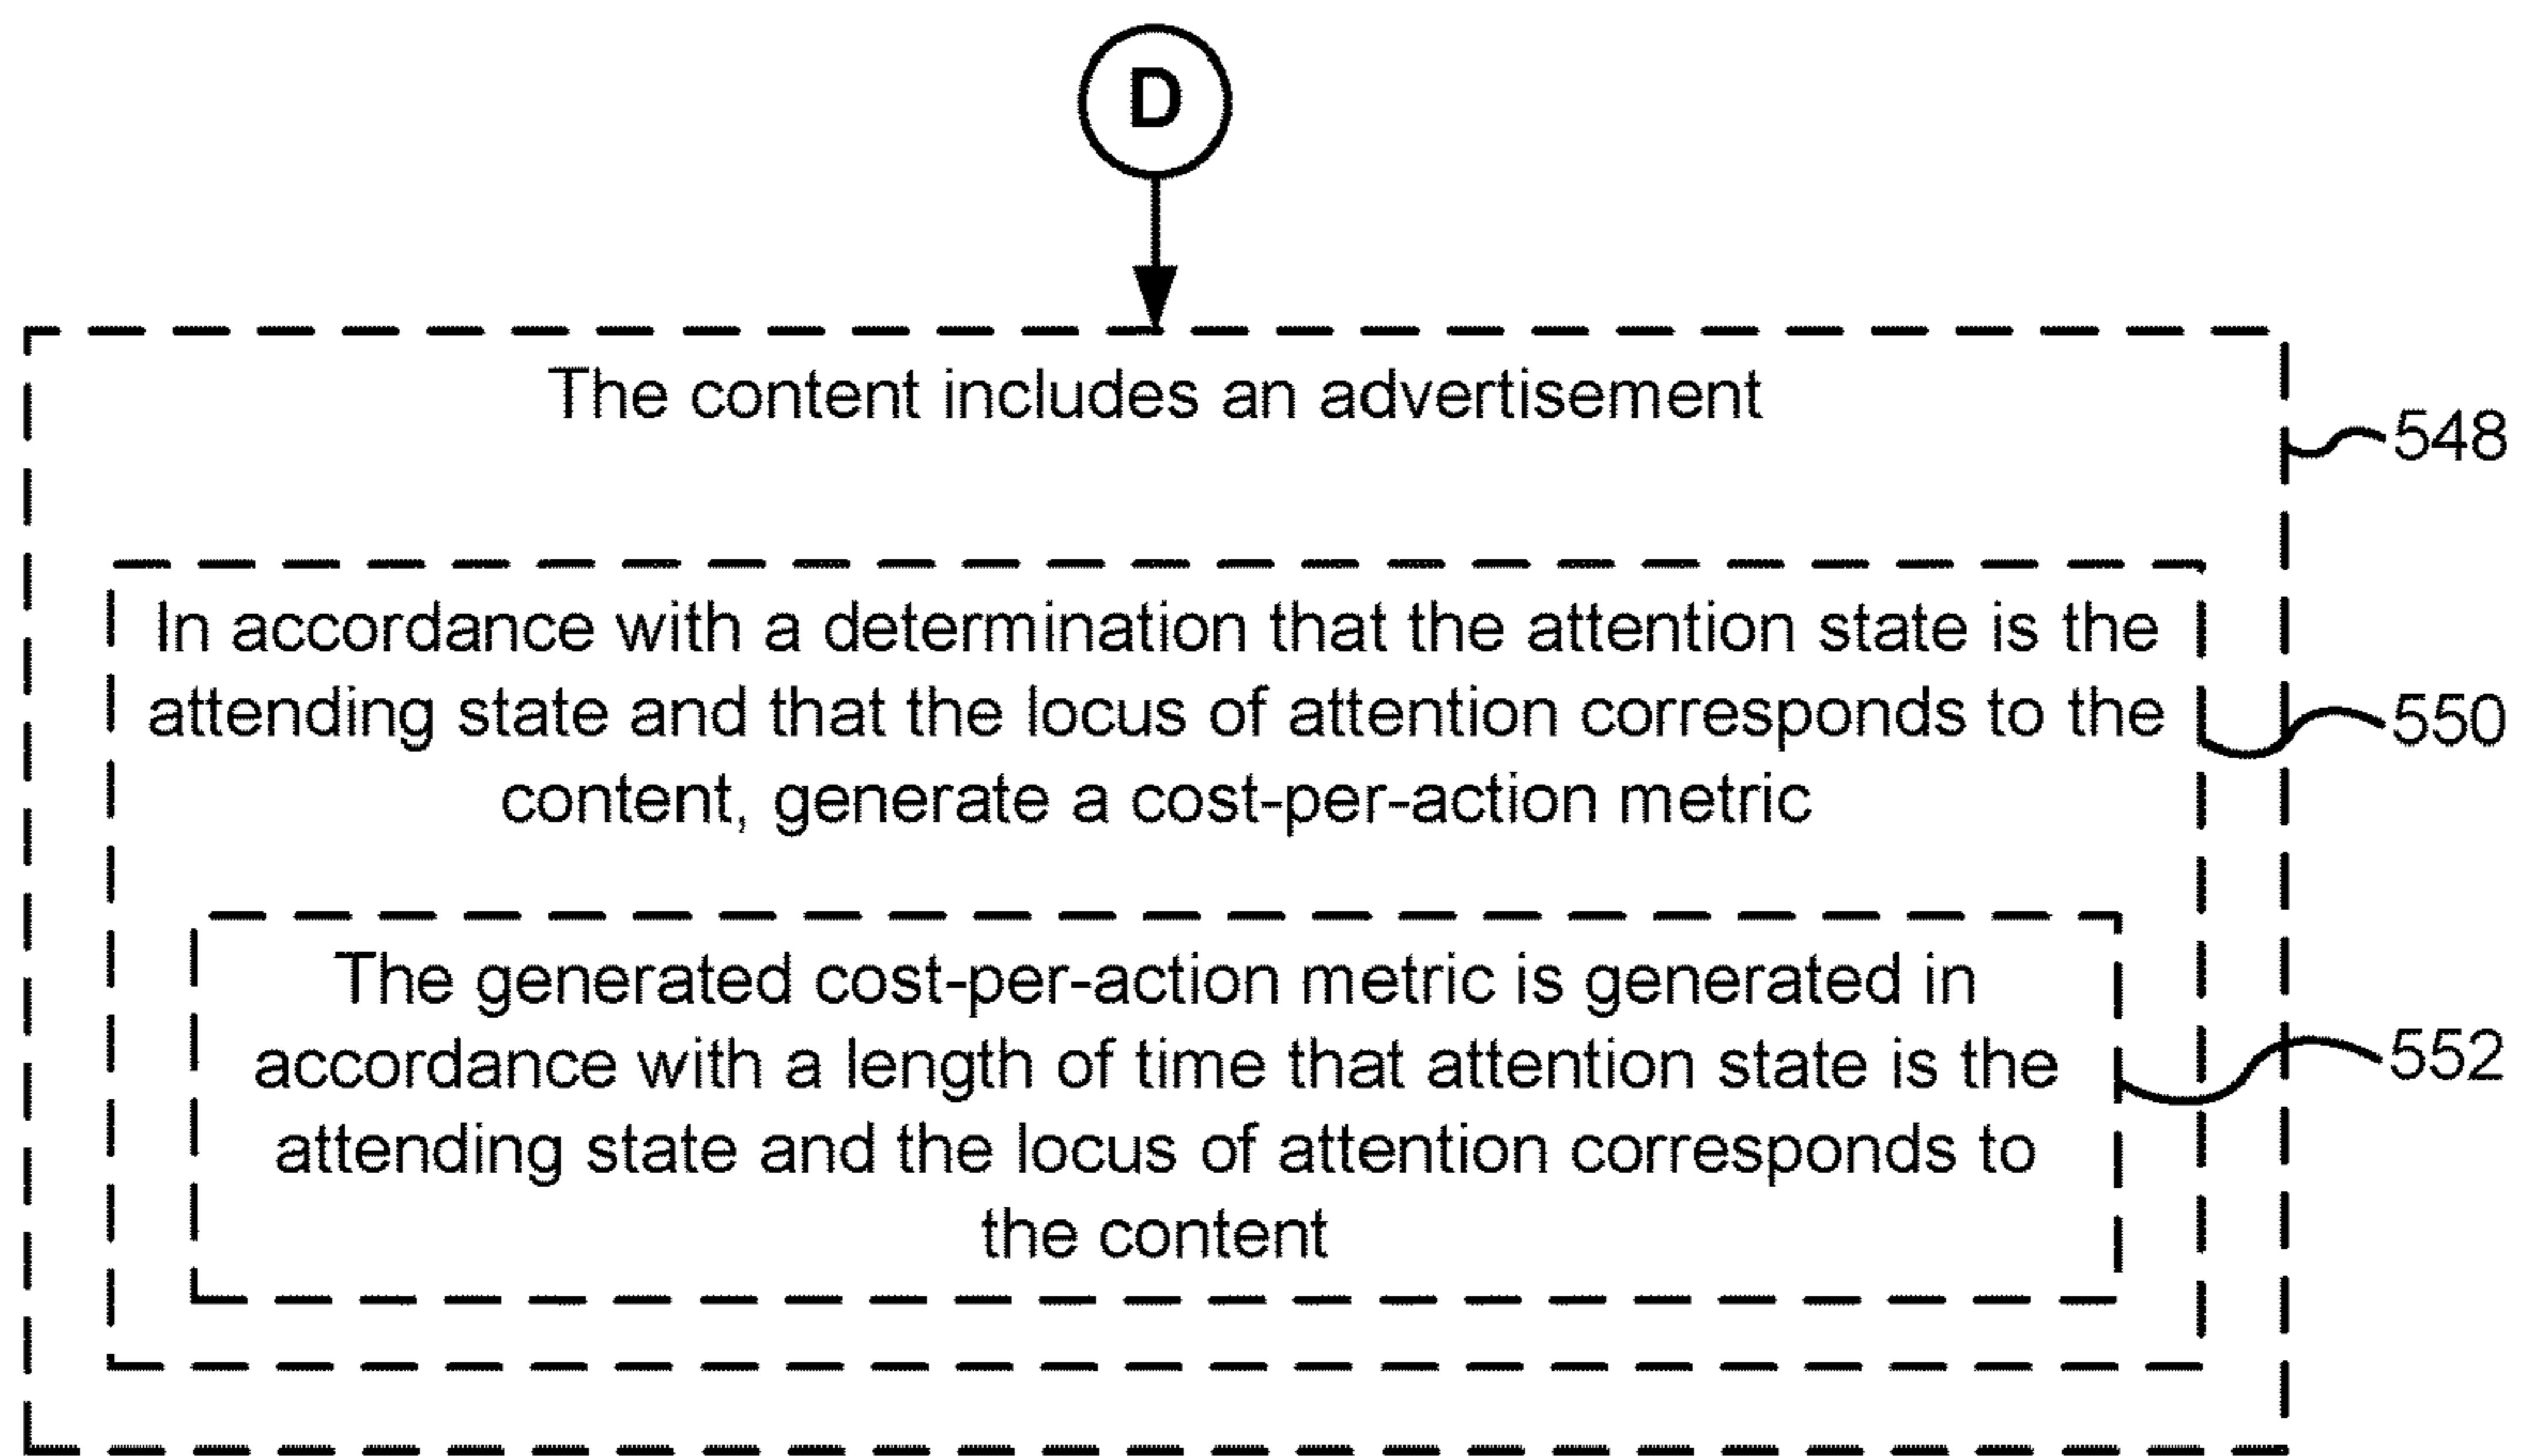 D
The content includes an advertisement
548
In accordance with a determination that the attention state is the
attending state and that the locus of attention corresponds to the
content, generate a cost-per-action metric
550
The generated cost-per-action metric is generated in
accordance with a length of time that attention state is the
attending state and the locus of attention corresponds to
the content
552